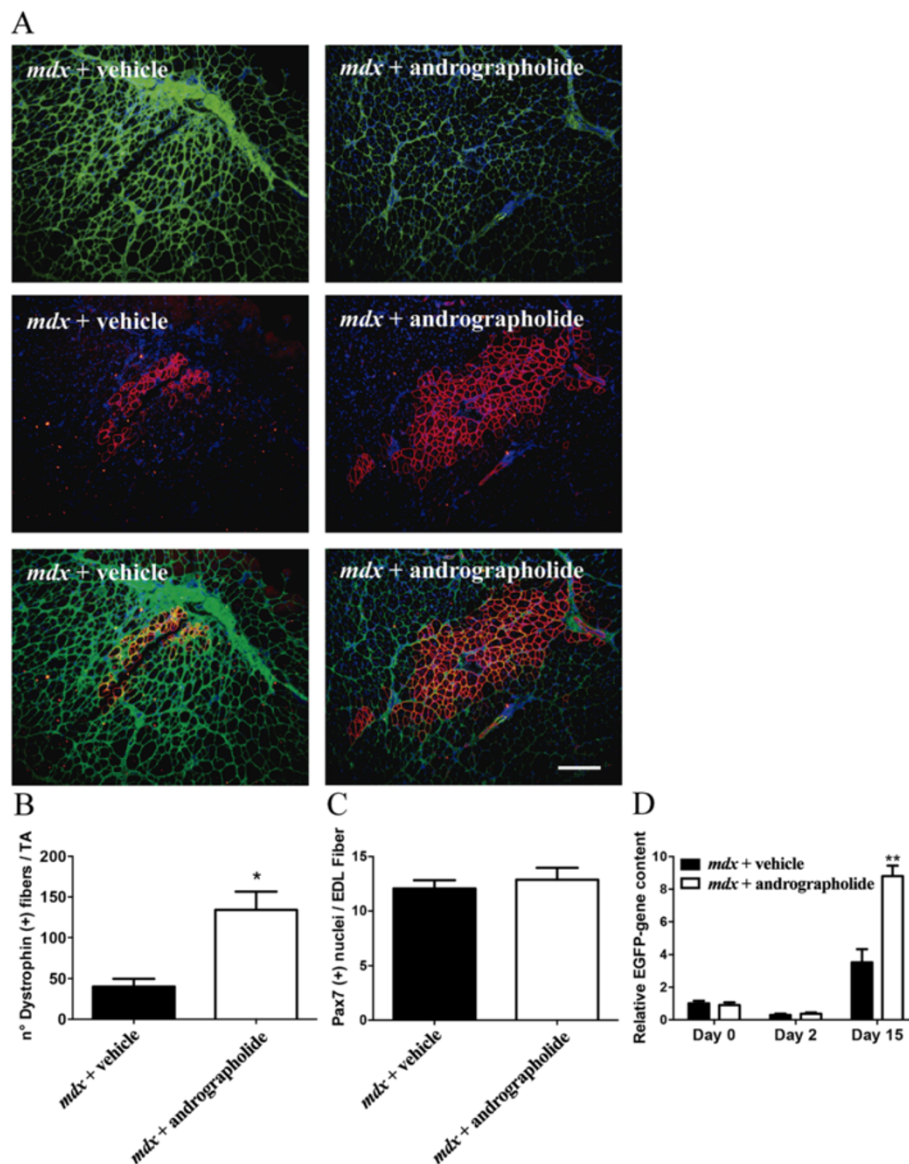 A
mdx + vehicle
mdx + andrographolide
mdx + vehicle
mdx + andrographolide
mdx + vehicle
mdx + andrographolide
B
n° Dystrophin (+) fibers / TA
200
150
100
50
0
*
mdx + vehicle
mdx + andrographolide
C
Pax7 (+) nuclei / EDL Fiber
15
10
5
0
mdx + vehicle
mdx + andrographolide
D
Relative EGFP-gene content
10
8
6
4
2
0
mdx + vehicle
mdx + andrographolide
**
Day 0
Day 2
Day 15